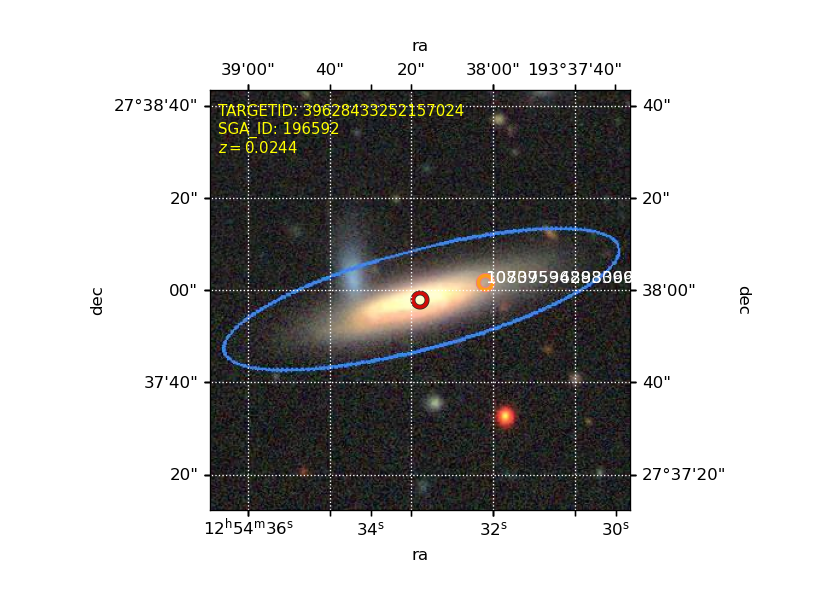 ra
39'00" 40" 20" 38'00" 193°37'40"
27°38'40" 40"
TARGETID: 39628433252157024
SGA_ID: 196592
z = 0.0244
20" 20"
00" 38'00"
dec dec
37'40" 40"
20" 27°37'20"
12h54m36s 34s 32s 30s
ra